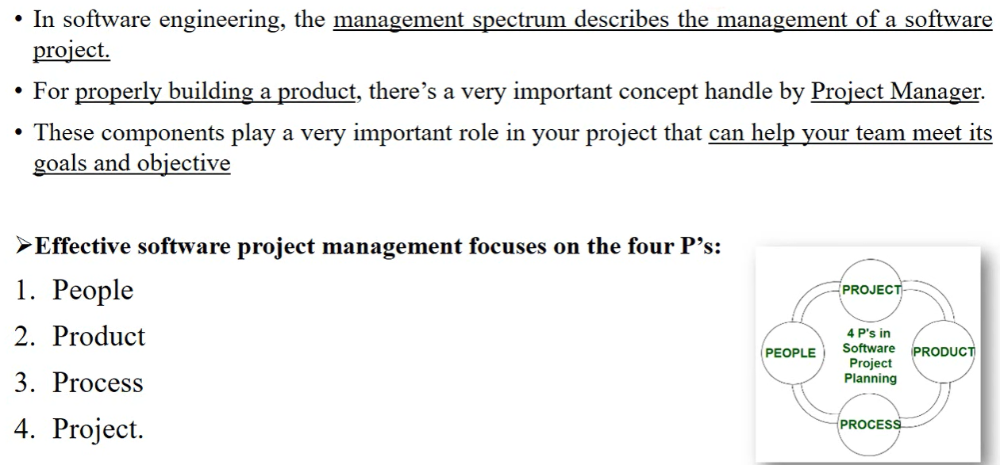 • In software engineering, the management spectrum describes the management of a software
project.
• For properly building a product, there’s a very important concept handle by Project Manager.
• These components play a very important role in your project that can help your team meet its
goals and objective
➢Effective software project management focuses on the four P’s:
1. People
2. Product
3. Process
4. Project.
PROJECT
PEOPLE
4 P's in
Software
Project
Planning
PRODUCT
PROCESS